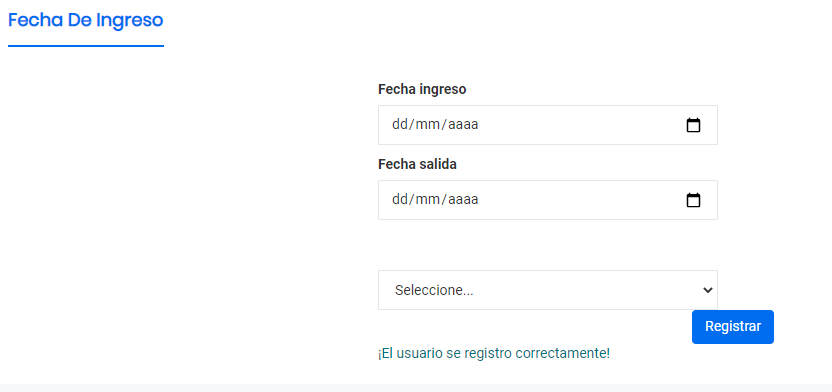 Fecha De Ingreso
Fecha ingreso
dd/mm/aaaa
Fecha salida
dd/mm/aaaa
Seleccione...
Registrar
¡El usuario se registro correctamente!